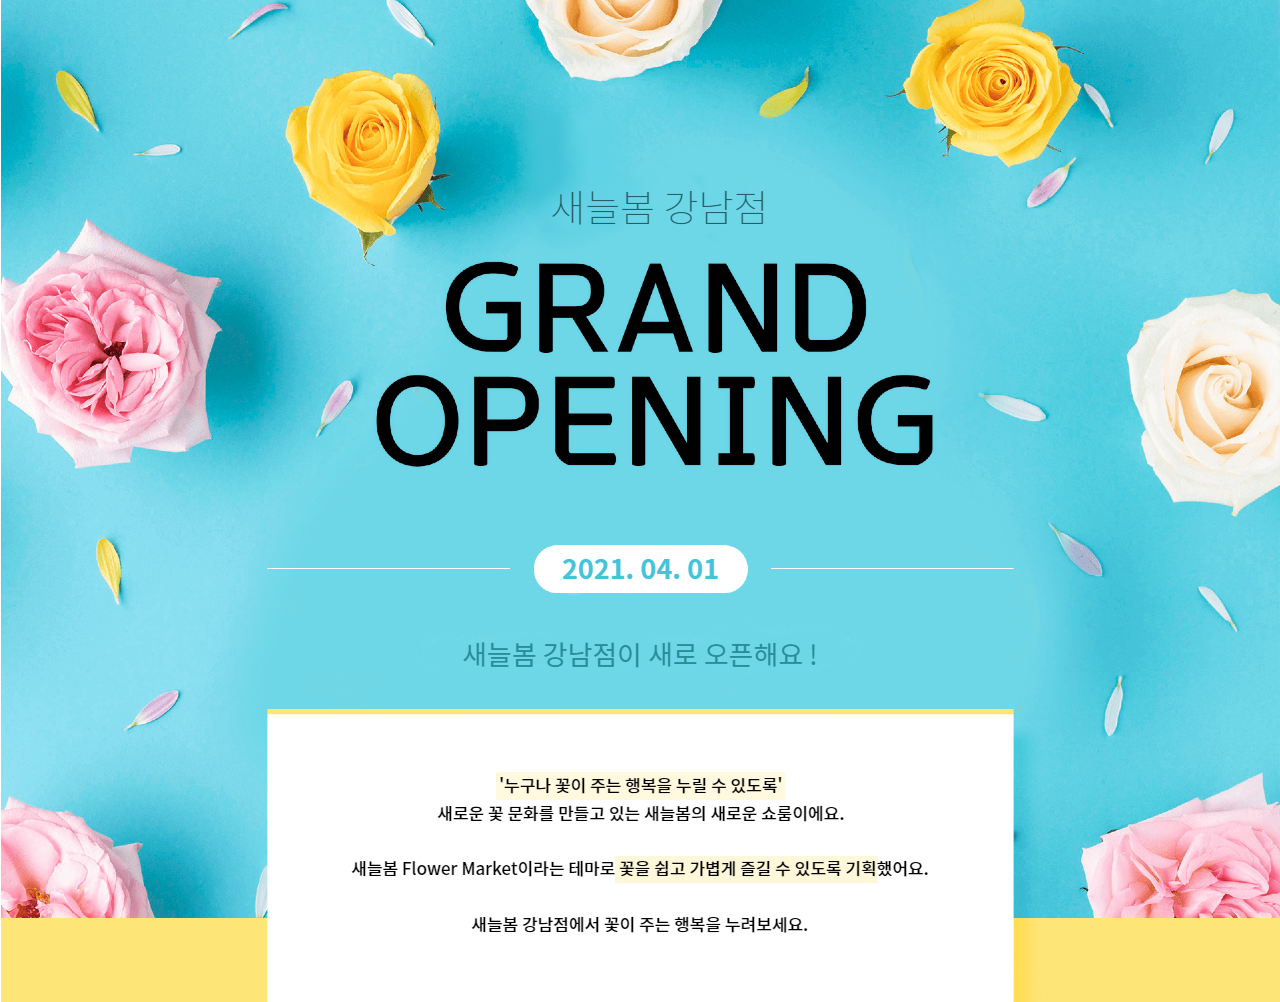 새늘봄 강남점
GRAND
OPENING
2021. 04. 01
새늘봄 강남점이 새로 오픈해요 !
'누구나 꽃이 주는 행복을 누릴 수 있도록'
새로운 꽃 문화를 만들고 있는 새늘봄의 새로운 쇼룸이에요.
새늘봄 Flower Market이라는 테마로 꽃을 쉽고 가볍게 즐길 수 있도록 기획했어요.
새늘봄 강남점에서 꽃이 주는 행복을 누려보세요.